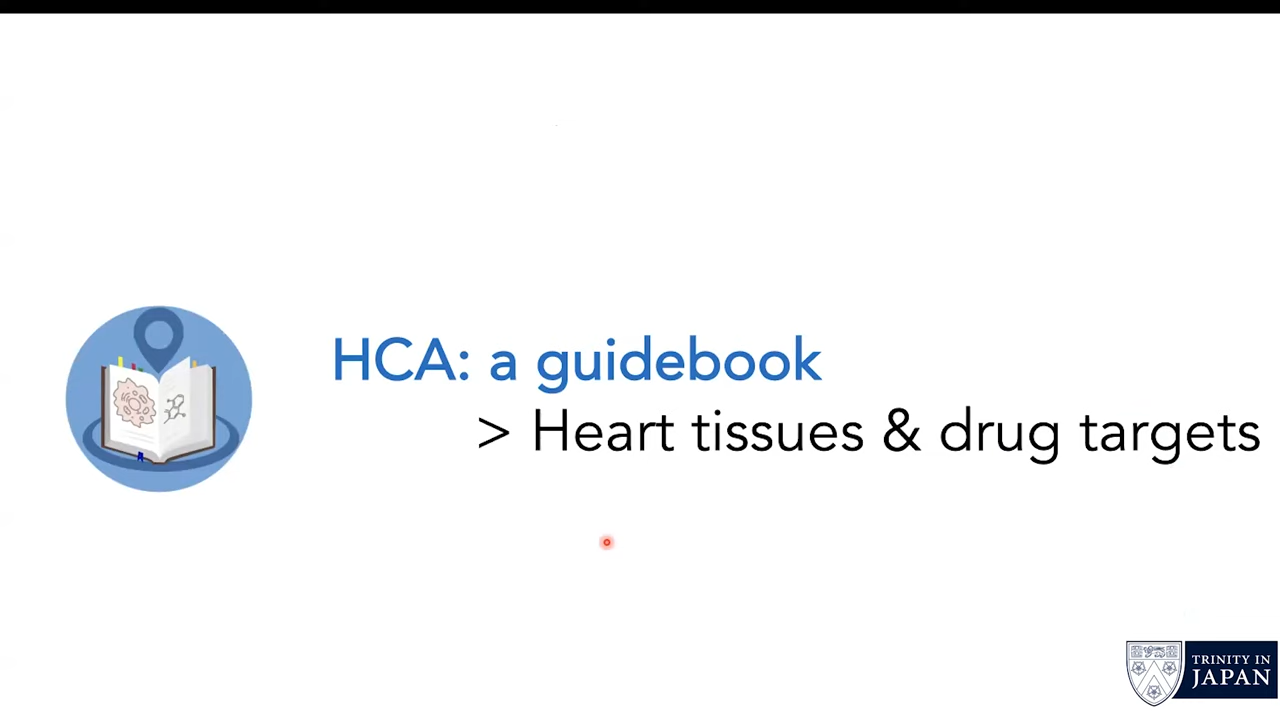 HCA: a guidebook
> Heart tissues & drug targets
TRINITY IN
JAPAN